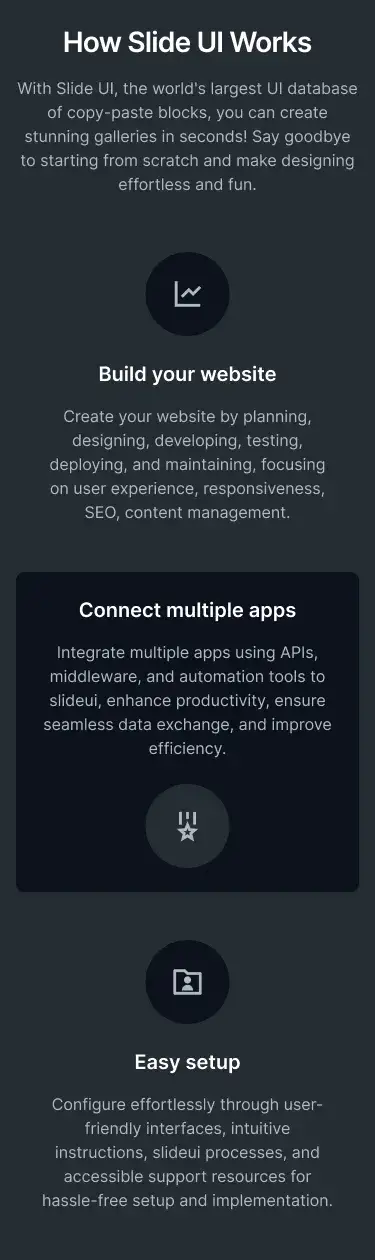 How Slide UI Works
With Slide UI, the world's largest UI database
of copy-paste blocks, you can create
stunning galleries in seconds! Say goodbye
to starting from scratch and make designing
effortless and fun.
Build your website
Create your website by planning,
designing, developing, testing,
deploying, and maintaining, focusing
on user experience, responsiveness,
SEO, content management.
Connect multiple apps
Integrate multiple apps using APIs,
middleware, and automation tools to
slideui, enhance productivity, ensure
seamless data exchange, and improve
efficiency.
Easy setup
Configure effortlessly through user-
friendly interfaces, intuitive
instructions, slideui processes, and
accessible support resources for
hassle-free setup and implementation.